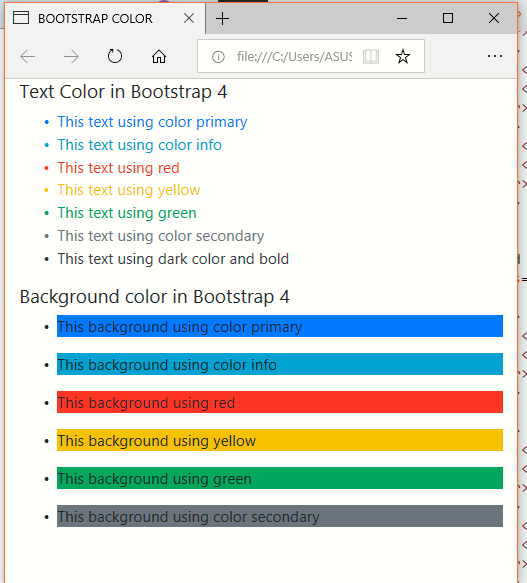 BOOTSTRAP COLOR
file:///C:/Users/ASUS
Text Color in Bootstrap 4
• This text using color primary
• This text using color info
• This text using red
• This text using yellow
• This text using green
• This text using color secondary
• This text using dark color and bold
Background color in Bootstrap 4
• This background using color primary
• This background using color info
• This background using red
• This background using yellow
• This background using green
• This background using color secondary